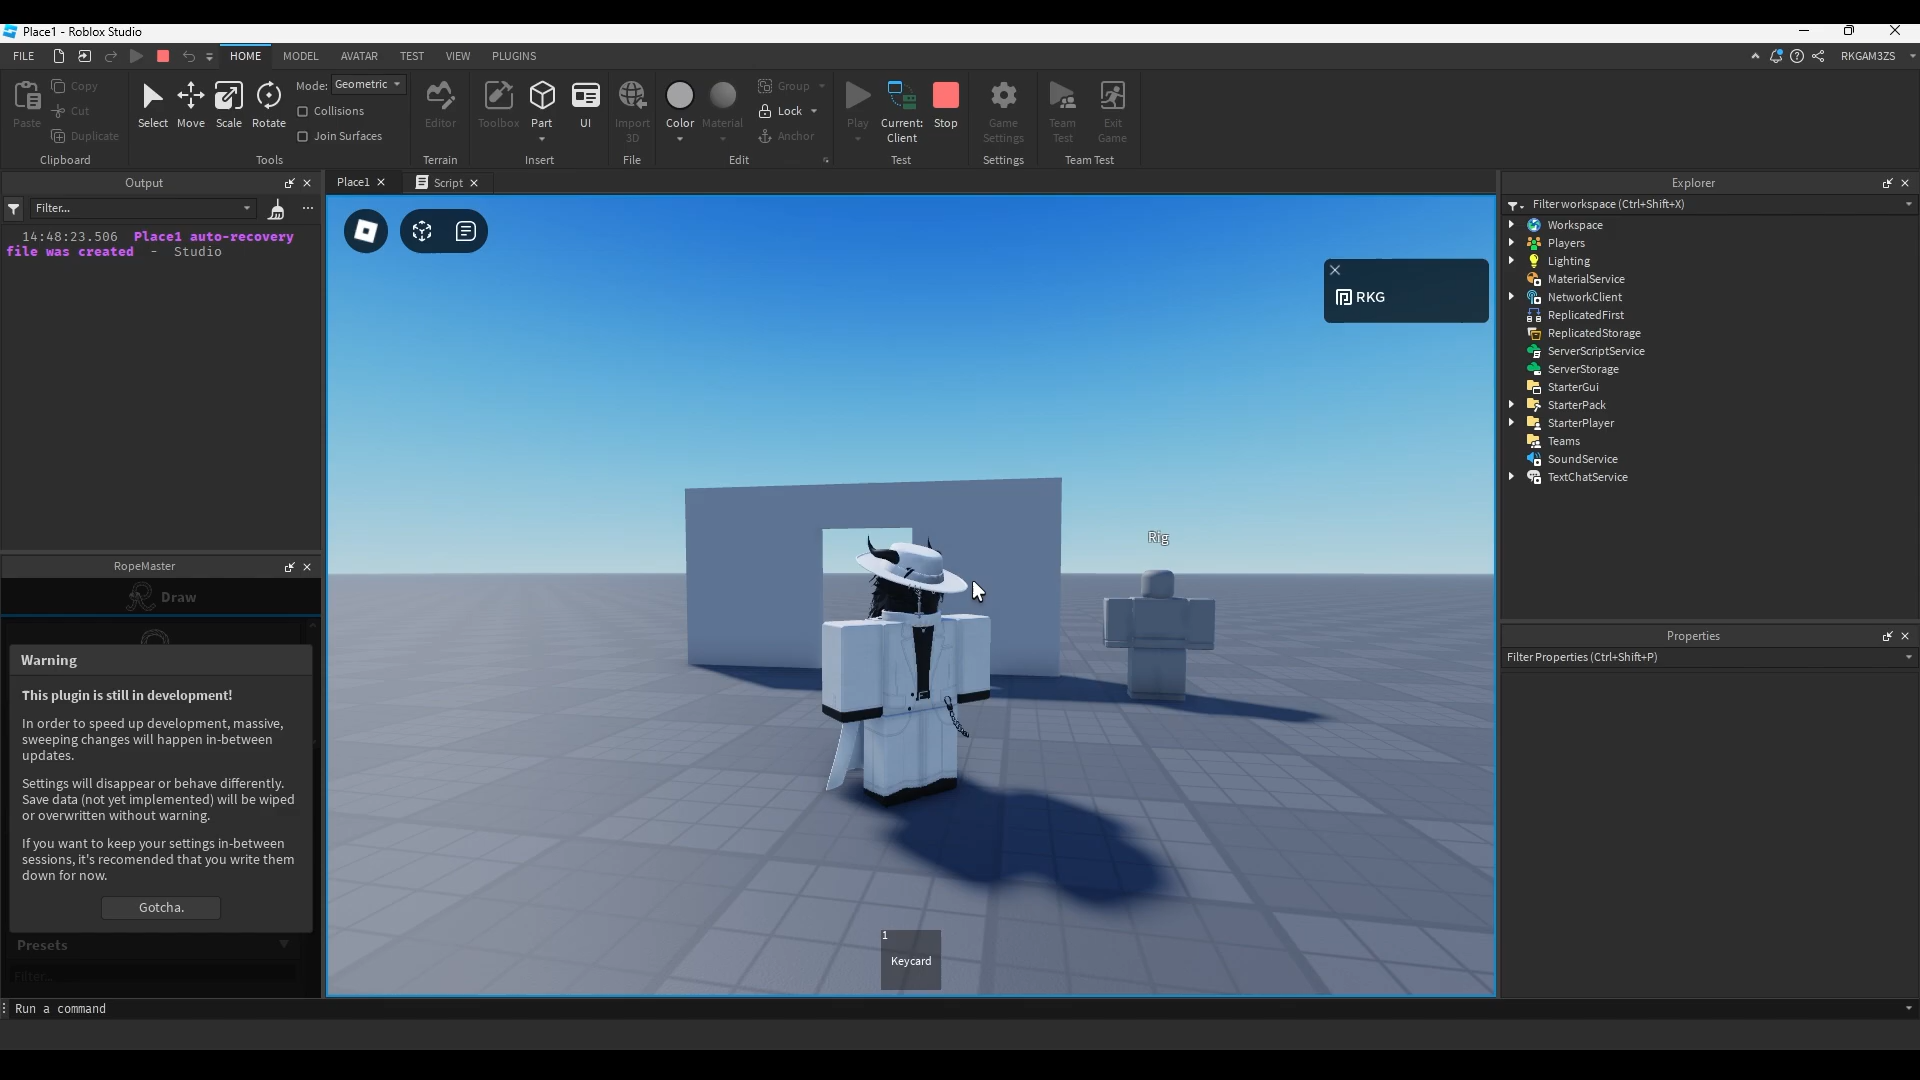 Place1 - Roblox Studio
FILE HOME MODEL AVATAR TEST VIEW PLUGINS RKGAM3ZS
Paste Copy Cut Duplicate
Clipboard
Select Move Scale Rotate
Mode: Geometric
Collisions
Join Surfaces
Tools
Editor
Terrain
Toolbox Part UI
Insert
Import
3D
File
Color Material
Group
Lock
Anchor
Edit
Play Current:
Client Stop
Test
Game
Settings
Settings
Team
Test
Exit
Game
Team Test
Output
Filter...
14:48:23.506 Place1 auto-recovery
file was created - Studio
RopeMaster
Draw
Warning
This plugin is still in development!
In order to speed up development, massive,
sweeping changes will happen in-between
updates.
Settings will disappear or behave differently.
Save data (not yet implemented) will be wiped
or overwritten without warning.
If you want to keep your settings in-between
sessions, it's recomended that you write them
down for now.
Gotcha.
Presets
Filter...
Place1 Script
RKG
Rig
1
Keycard
Explorer
Filter workspace (Ctrl+Shift+X)
Workspace
Players
Lighting
MaterialService
NetworkClient
ReplicatedFirst
ReplicatedStorage
ServerScriptService
ServerStorage
StarterGui
StarterPack
StarterPlayer
Teams
SoundService
TextChatService
Properties
Filter Properties (Ctrl+Shift+P)
Run a command